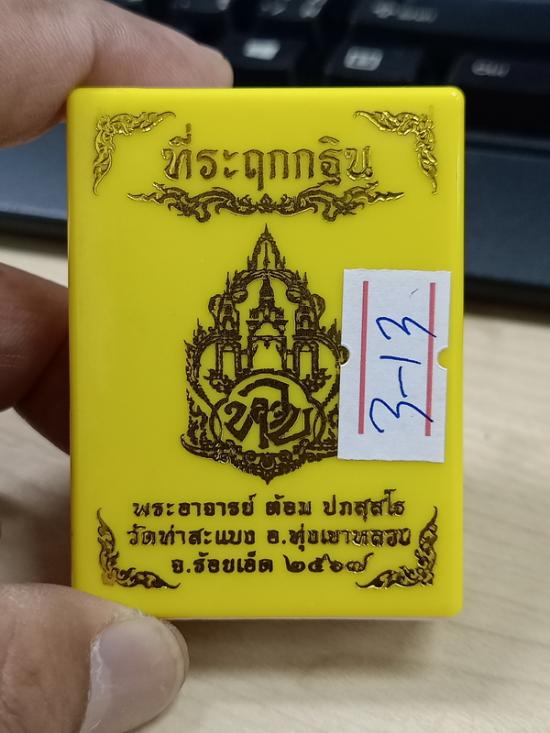 ที่ระฤกกฐิน
พระอาจารย์ ต้อม ปภสฺสโร
วัดท่าสะแบง อ.ทุ่งเขาหลวง
จ.ร้อยเอ็ด ๒๕๖๗
3-13